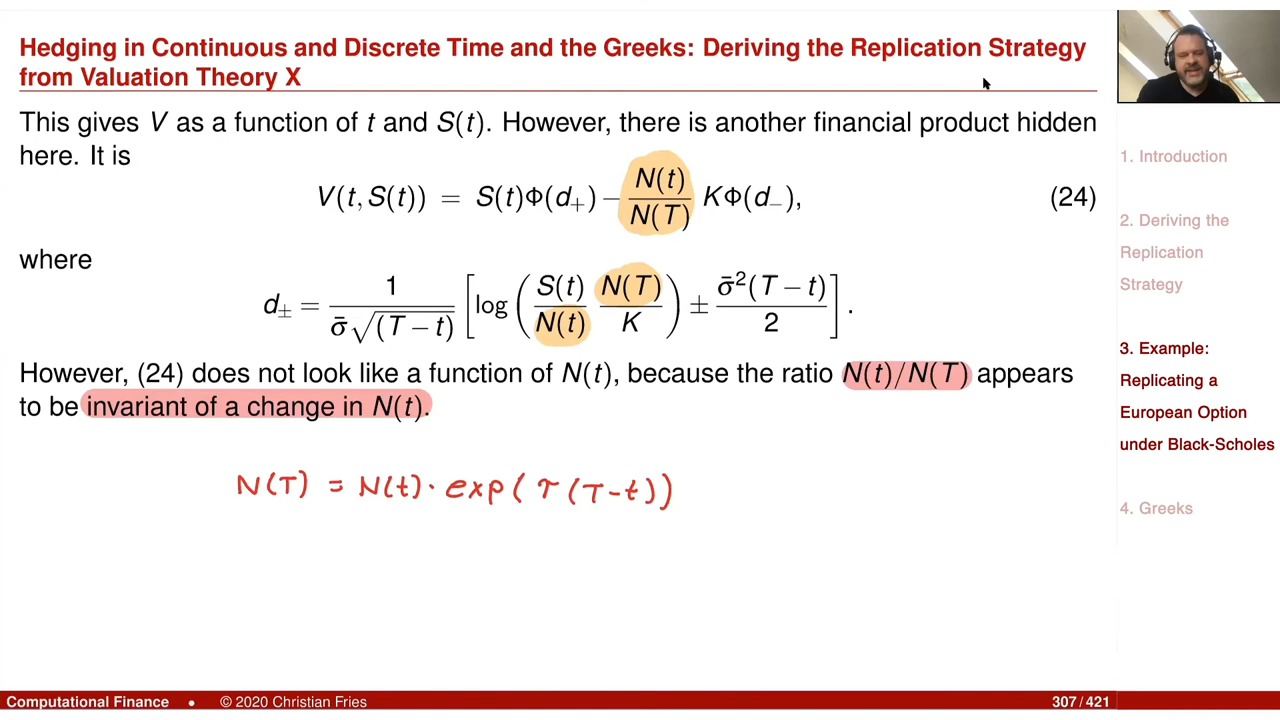 Hedging in Continuous and Discrete Time and the Greeks: Deriving the Replication Strategy
from Valuation Theory X
This gives V as a function of t and S(t). However, there is another financial product hidden
here. It is
V(t, S(t)) = S(t)Φ(d₊) − N(t)/N(T) KΦ(d₋), (24)
where
d± = 1/(σ̄√(T − t)) [log(S(t)/N(t) N(T)/K) ± σ̄²(T − t)/2].
However, (24) does not look like a function of N(t), because the ratio N(t)/N(T) appears
to be invariant of a change in N(t).
N(T) = N(t) · exp(r(T-t))
1. Introduction
2. Deriving the
Replication
Strategy
3. Example:
Replicating a
European Option
under Black-Scholes
4. Greeks
Computational Finance • © 2020 Christian Fries 307/421